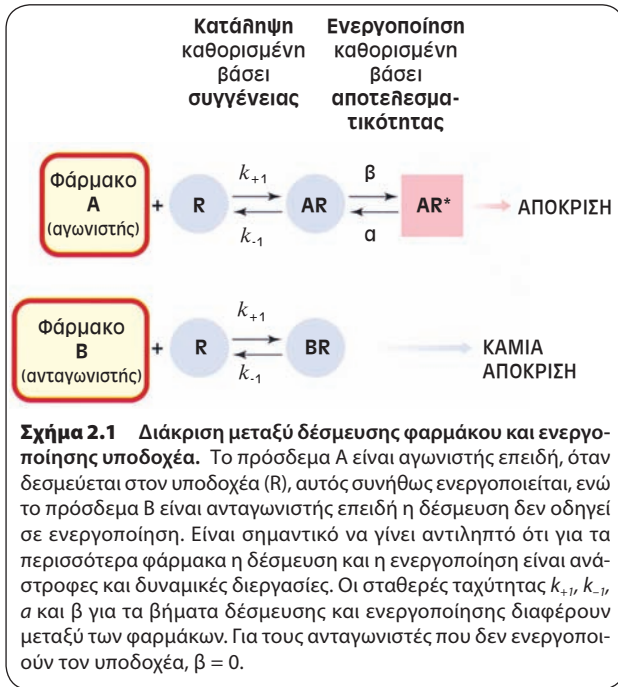 Κατάληψη
καθορισμένη
βάσει
συγγένειας
Ενεργοποίηση
καθορισμένη
βάσει
αποτελεσμα-
τικότητας
Φάρμακο
A
(αγωνιστής)
+
R
k+1
k-1
AR
β
α
AR*
ΑΠΟΚΡΙΣΗ
Φάρμακο
B
(ανταγωνιστής)
+
R
k+1
k-1
BR
ΚΑΜΙΑ
ΑΠΟΚΡΙΣΗ
Σχήμα 2.1 Διάκριση μεταξύ δέσμευσης φαρμάκου και ενεργο-
ποίησης υποδοχέα. Το πρόσδεμα Α είναι αγωνιστής επειδή, όταν
δεσμεύεται στον υποδοχέα (R), αυτός συνήθως ενεργοποιείται, ενώ
το πρόσδεμα Β είναι ανταγωνιστής επειδή η δέσμευση δεν οδηγεί
σε ενεργοποίηση. Είναι σημαντικό να γίνει αντιληπτό ότι για τα
περισσότερα φάρμακα η δέσμευση και η ενεργοποίηση είναι ανά-
στροφες και δυναμικές διεργασίες. Οι σταθερές ταχύτητας k+1, k−1,
α και β για τα βήματα δέσμευσης και ενεργοποίησης διαφέρουν
μεταξύ των φαρμάκων. Για τους ανταγωνιστές που δεν ενεργοποι-
ούν τον υποδοχέα, β = 0.